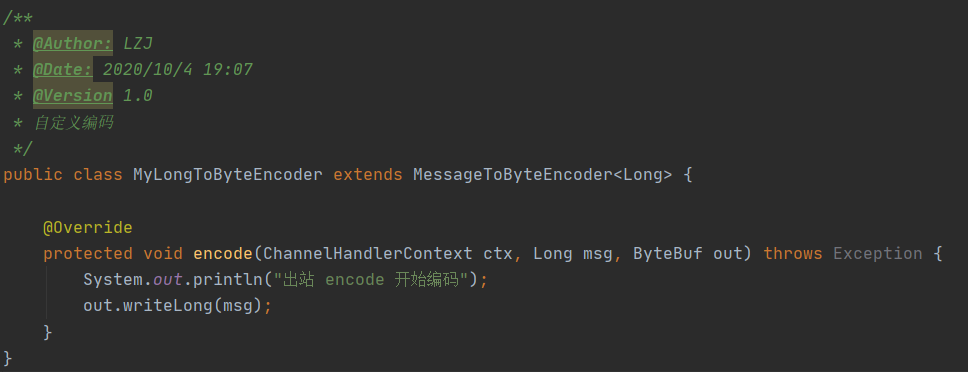 /**
 * @Author: LZJ
 * @Date: 2020/10/4 19:07
 * @Version 1.0
 * 自定义编码
 */
public class MyLongToByteEncoder extends MessageToByteEncoder<Long> {
    @Override
    protected void encode(ChannelHandlerContext ctx, Long msg, ByteBuf out) throws Exception {
        System.out.println("出站 encode 开始编码");
        out.writeLong(msg);
    }
}